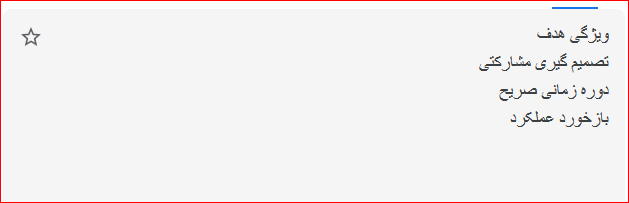 ویژگی هدف
تصمیم گیری مشارکتی
دوره زمانی صریح
بازخورد عملکرد